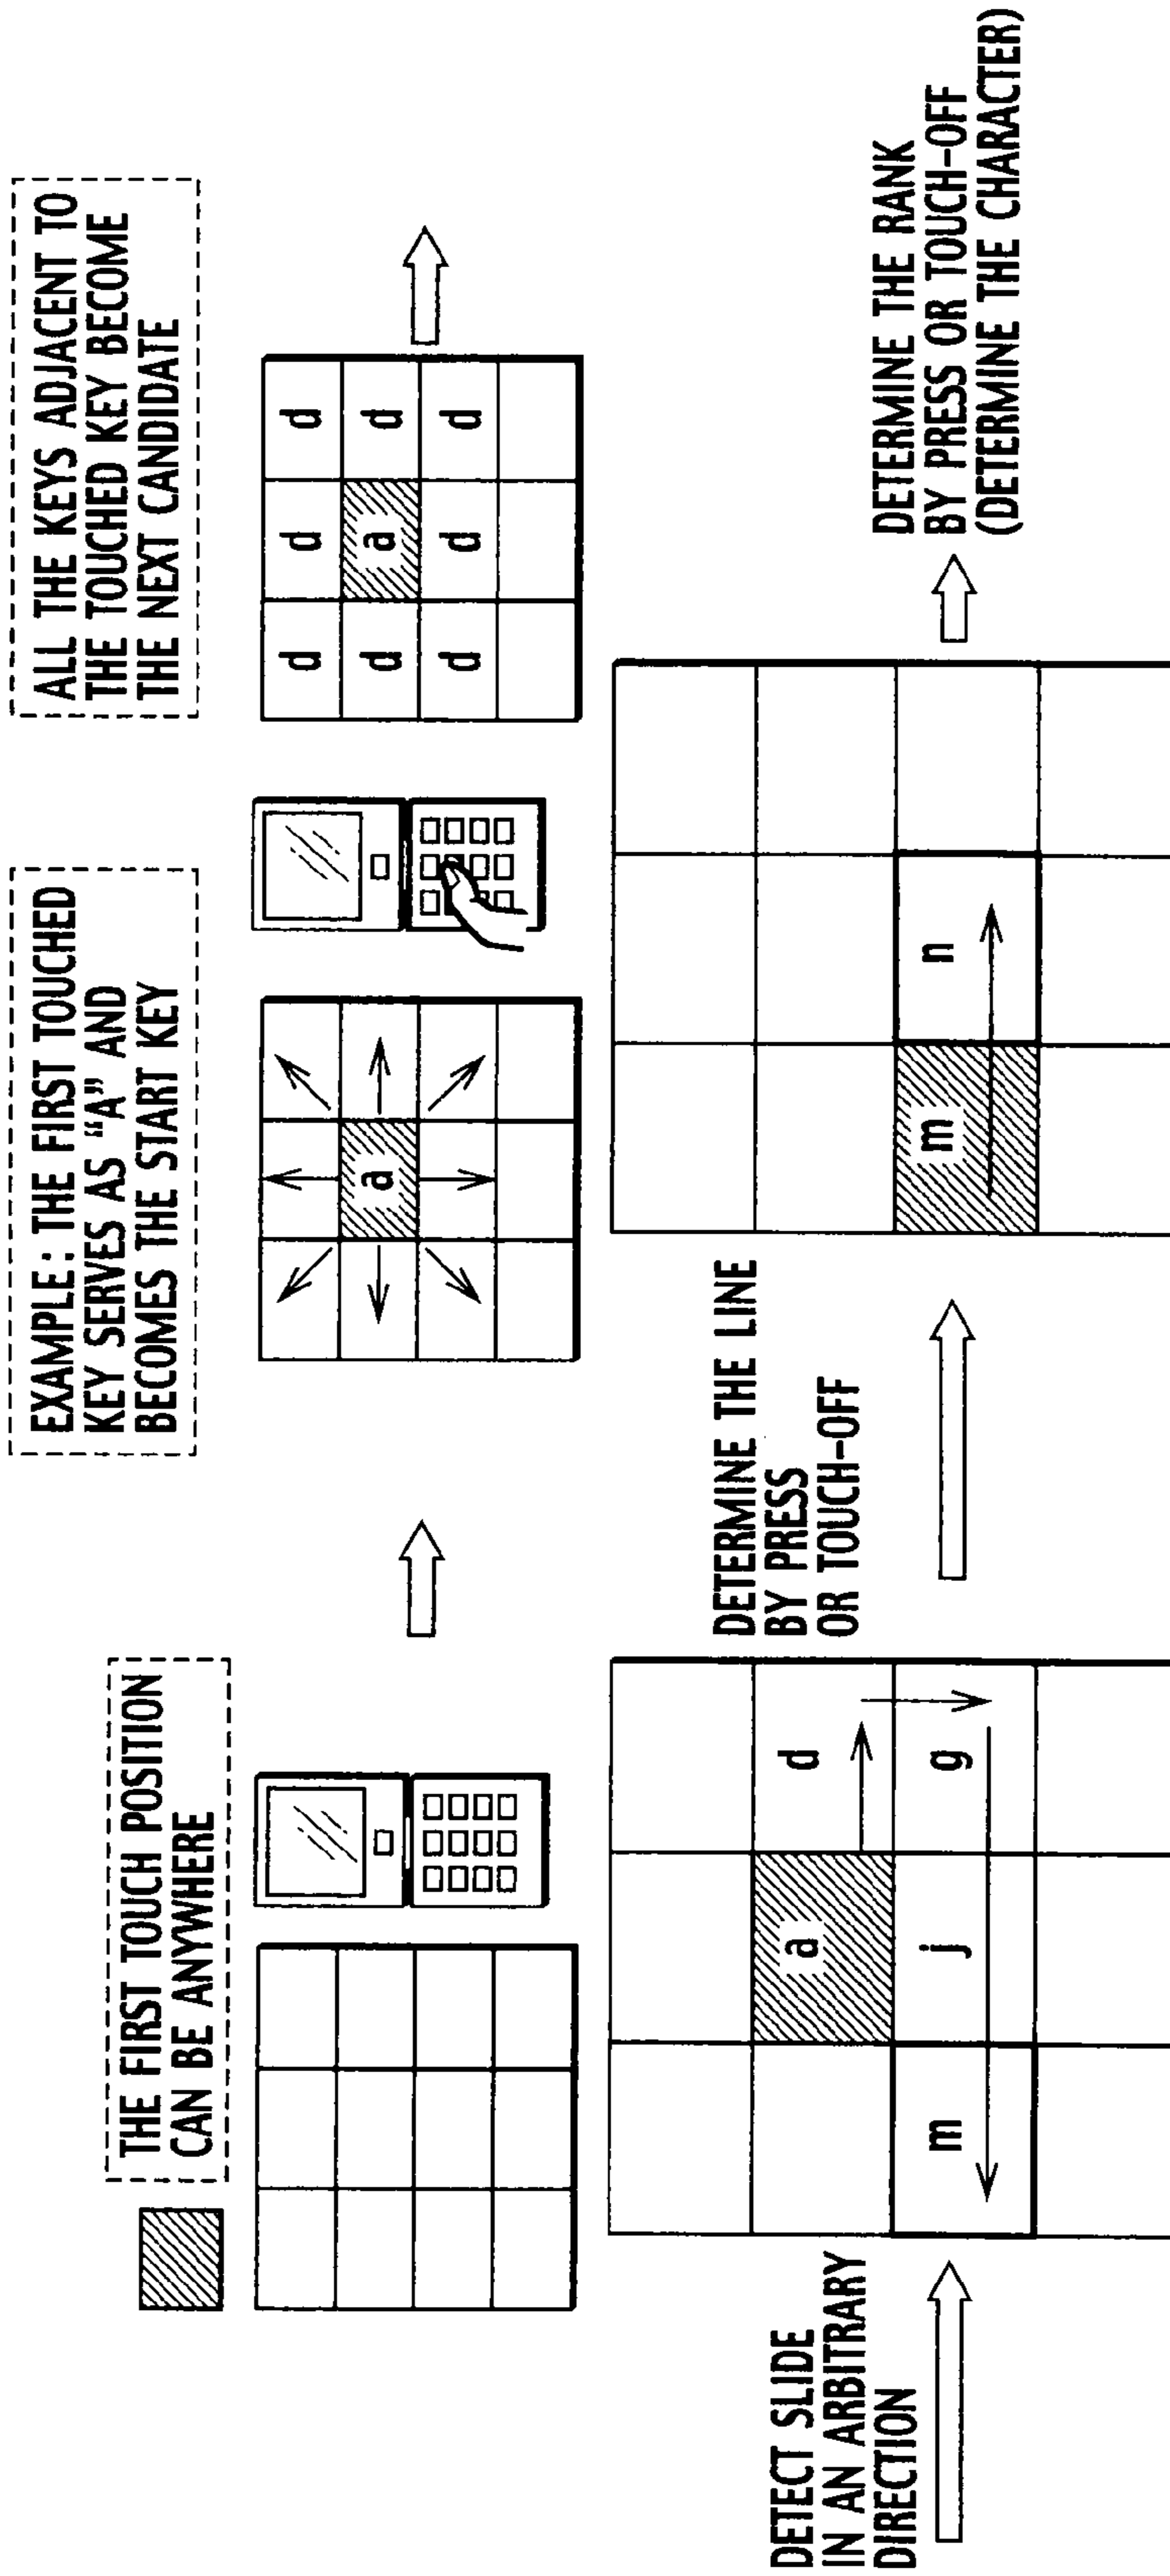 THE FIRST TOUCH POSITION
CAN BE ANYWHERE
EXAMPLE: THE FIRST TOUCHED
KEY SERVES AS “A” AND
BECOMES THE START KEY
a
ALL THE KEYS ADJACENT TO
THE TOUCHED KEY BECOME
THE NEXT CANDIDATE
d d d
d a d
d d d
DETECT SLIDE
IN AN ARBITRARY
DIRECTION
a d
m j g
DETERMINE THE LINE
BY PRESS
OR TOUCH-OFF
m n
DETERMINE THE RANK
BY PRESS OR TOUCH-OFF
(DETERMINE THE CHARACTER)